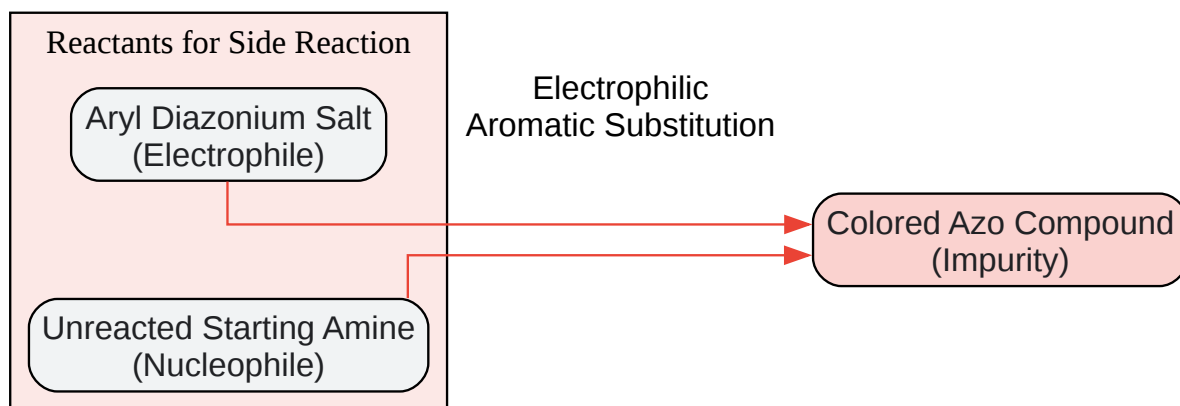 Reactants for Side Reaction
Aryl Diazonium Salt
(Electrophile)
Electrophilic
Aromatic Substitution
Colored Azo Compound
(Impurity)
Unreacted Starting Amine
(Nucleophile)